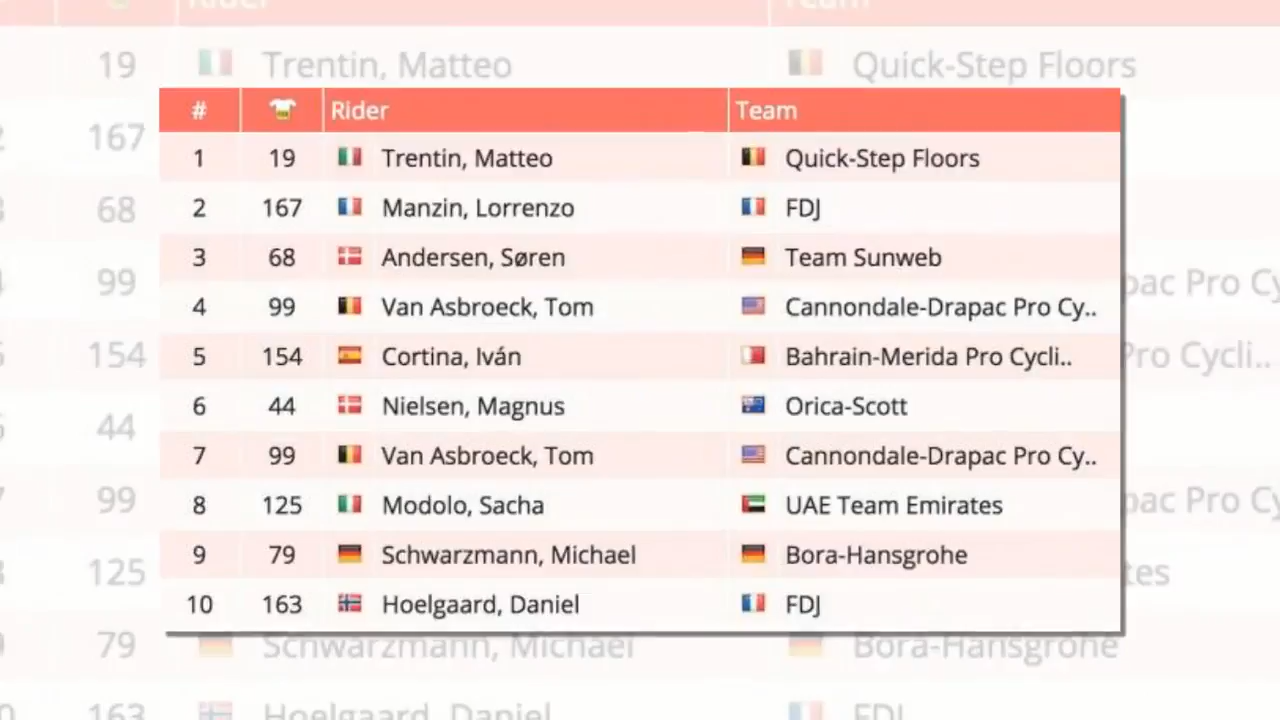 # Rider Team
1 19 Trentin, Matteo Quick-Step Floors
2 167 Manzin, Lorrenzo FDJ
3 68 Andersen, Søren Team Sunweb
4 99 Van Asbroeck, Tom Cannondale-Drapac Pro Cy..
5 154 Cortina, Iván Bahrain-Merida Pro Cycli..
6 44 Nielsen, Magnus Orica-Scott
7 99 Van Asbroeck, Tom Cannondale-Drapac Pro Cy..
8 125 Modolo, Sacha UAE Team Emirates
9 79 Schwarzmann, Michael Bora-Hansgrohe
10 163 Hoelgaard, Daniel FDJ